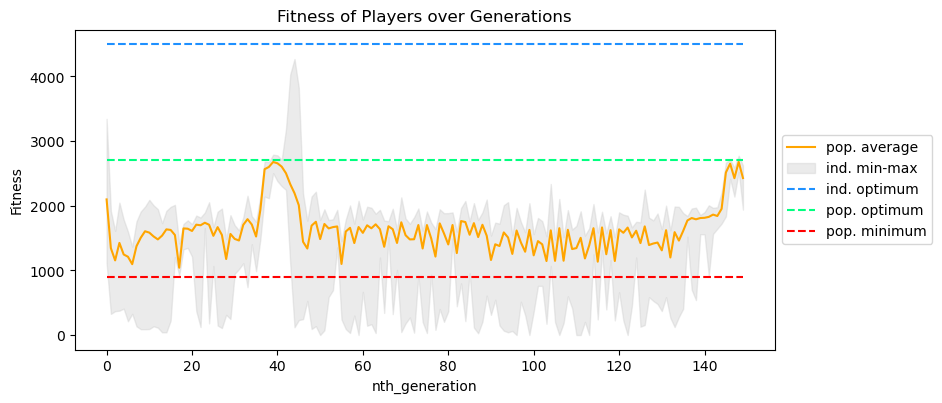 Fitness of Players over Generations
Fitness
4000
3000
2000
1000
0
0 20 40 60 80 100 120 140
nth_generation
pop. average
ind. min-max
ind. optimum
pop. optimum
pop. minimum